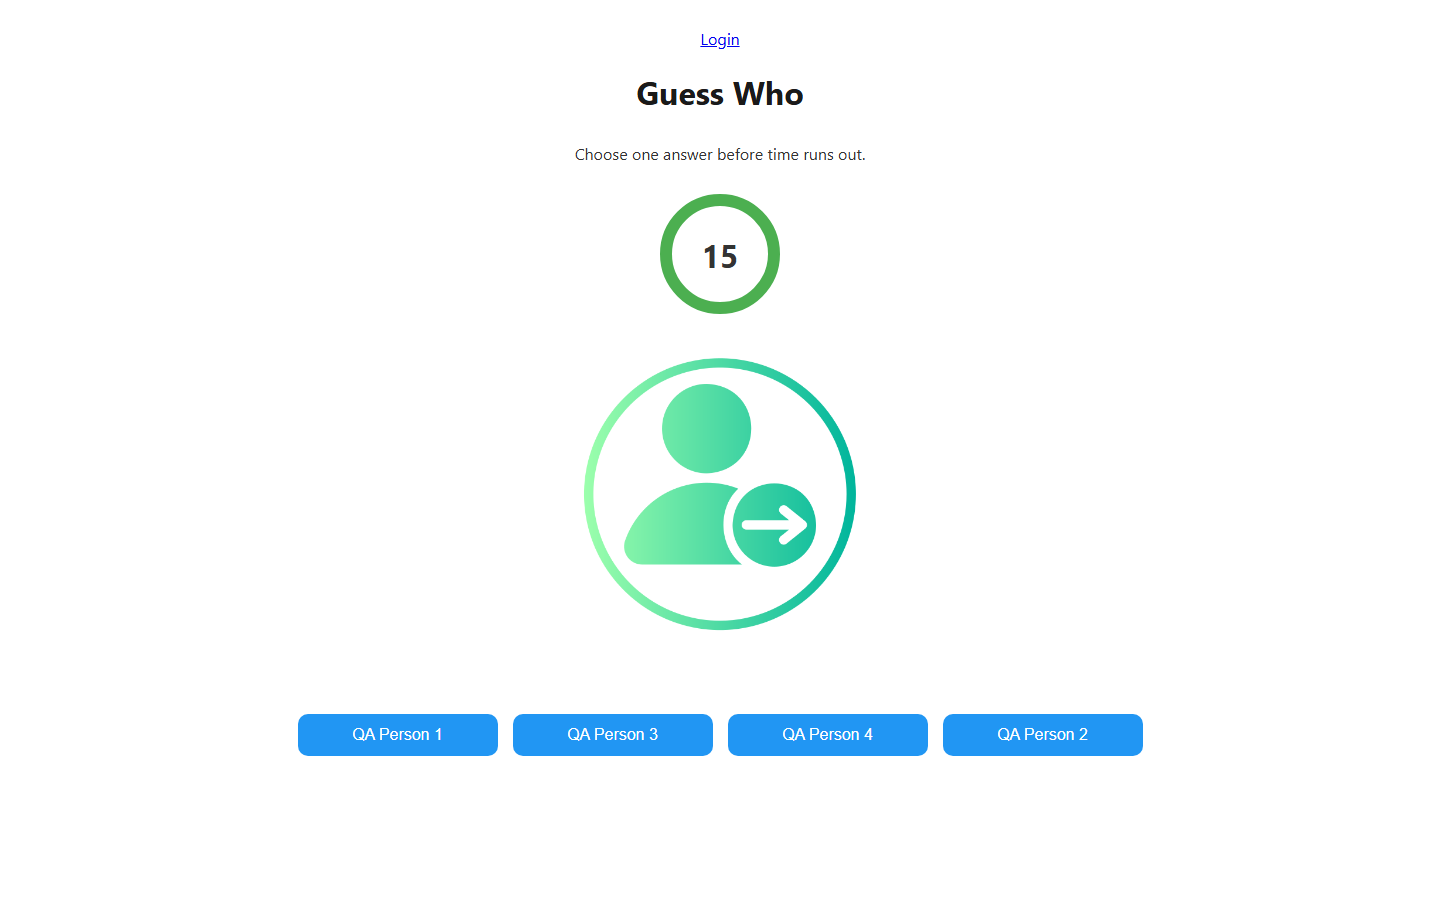 Login
Guess Who
Choose one answer before time runs out.
15
QA Person 1
QA Person 3
QA Person 4
QA Person 2